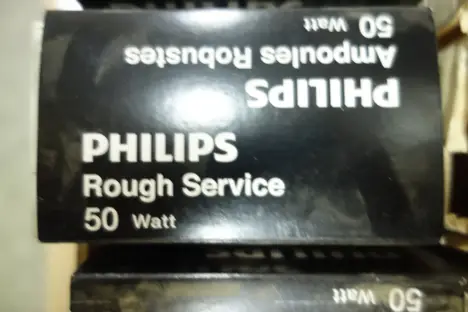 50 Watt
Ampoules Robustes
PHILIPS
PHILIPS
Rough Service
50 Watt
50 Watt